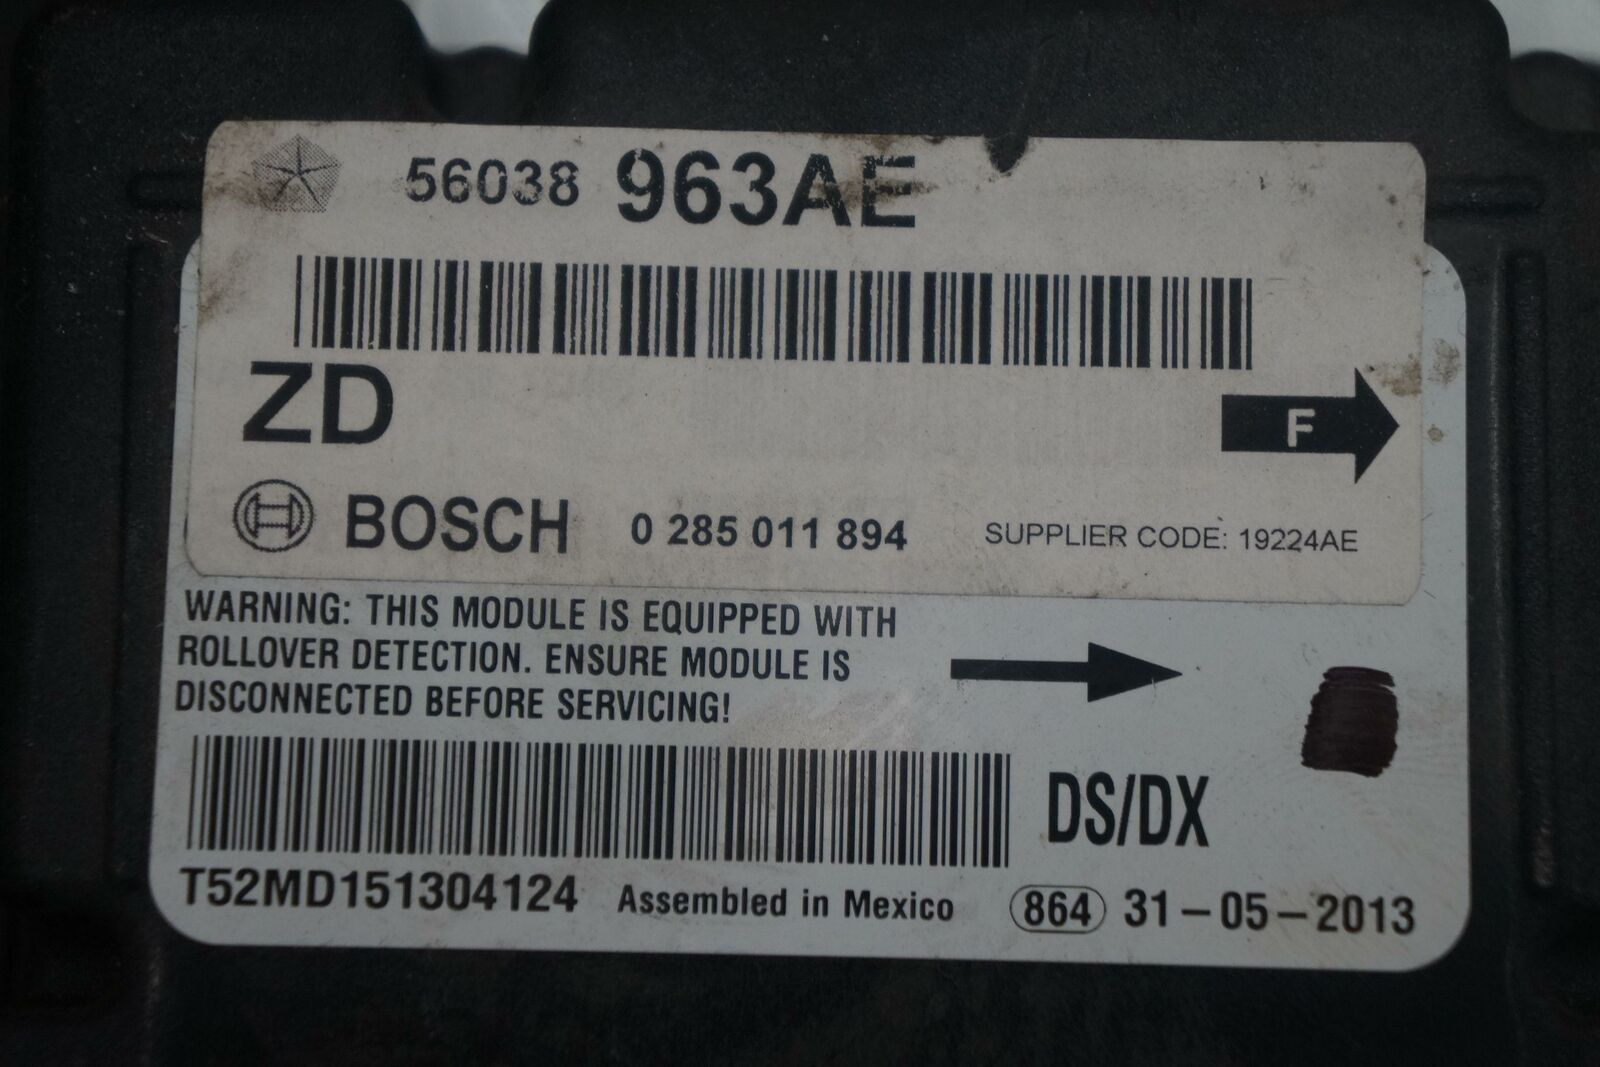 56038 963AE
ZD
F
BOSCH 0 285 011 894 SUPPLIER CODE: 19224AE
WARNING: THIS MODULE IS EQUIPPED WITH
ROLLOVER DETECTION. ENSURE MODULE IS
DISCONNECTED BEFORE SERVICING!
DS/DX
T52MD151304124 Assembled in Mexico 864 31-05-2013